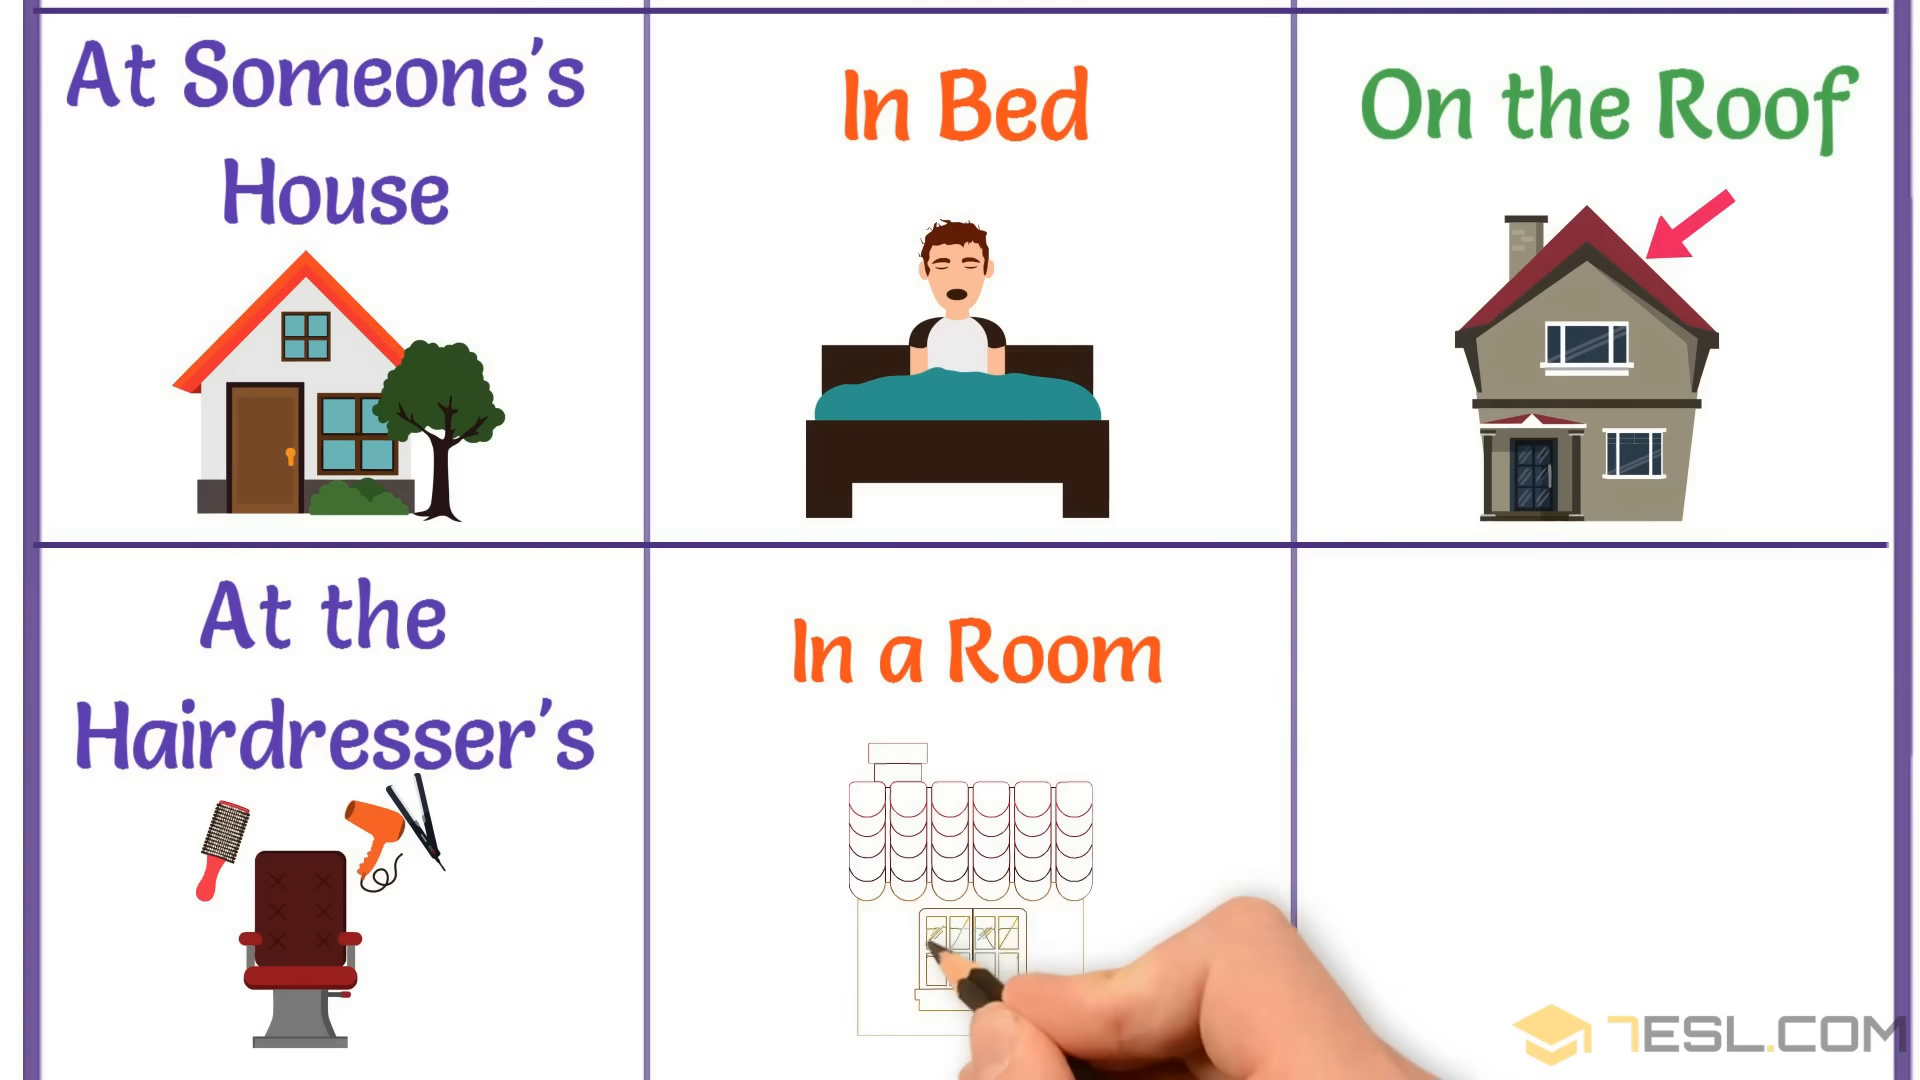 At Someone's
House
In Bed
On the Roof
At the
Hairdresser's
In a Room
7ESL.COM